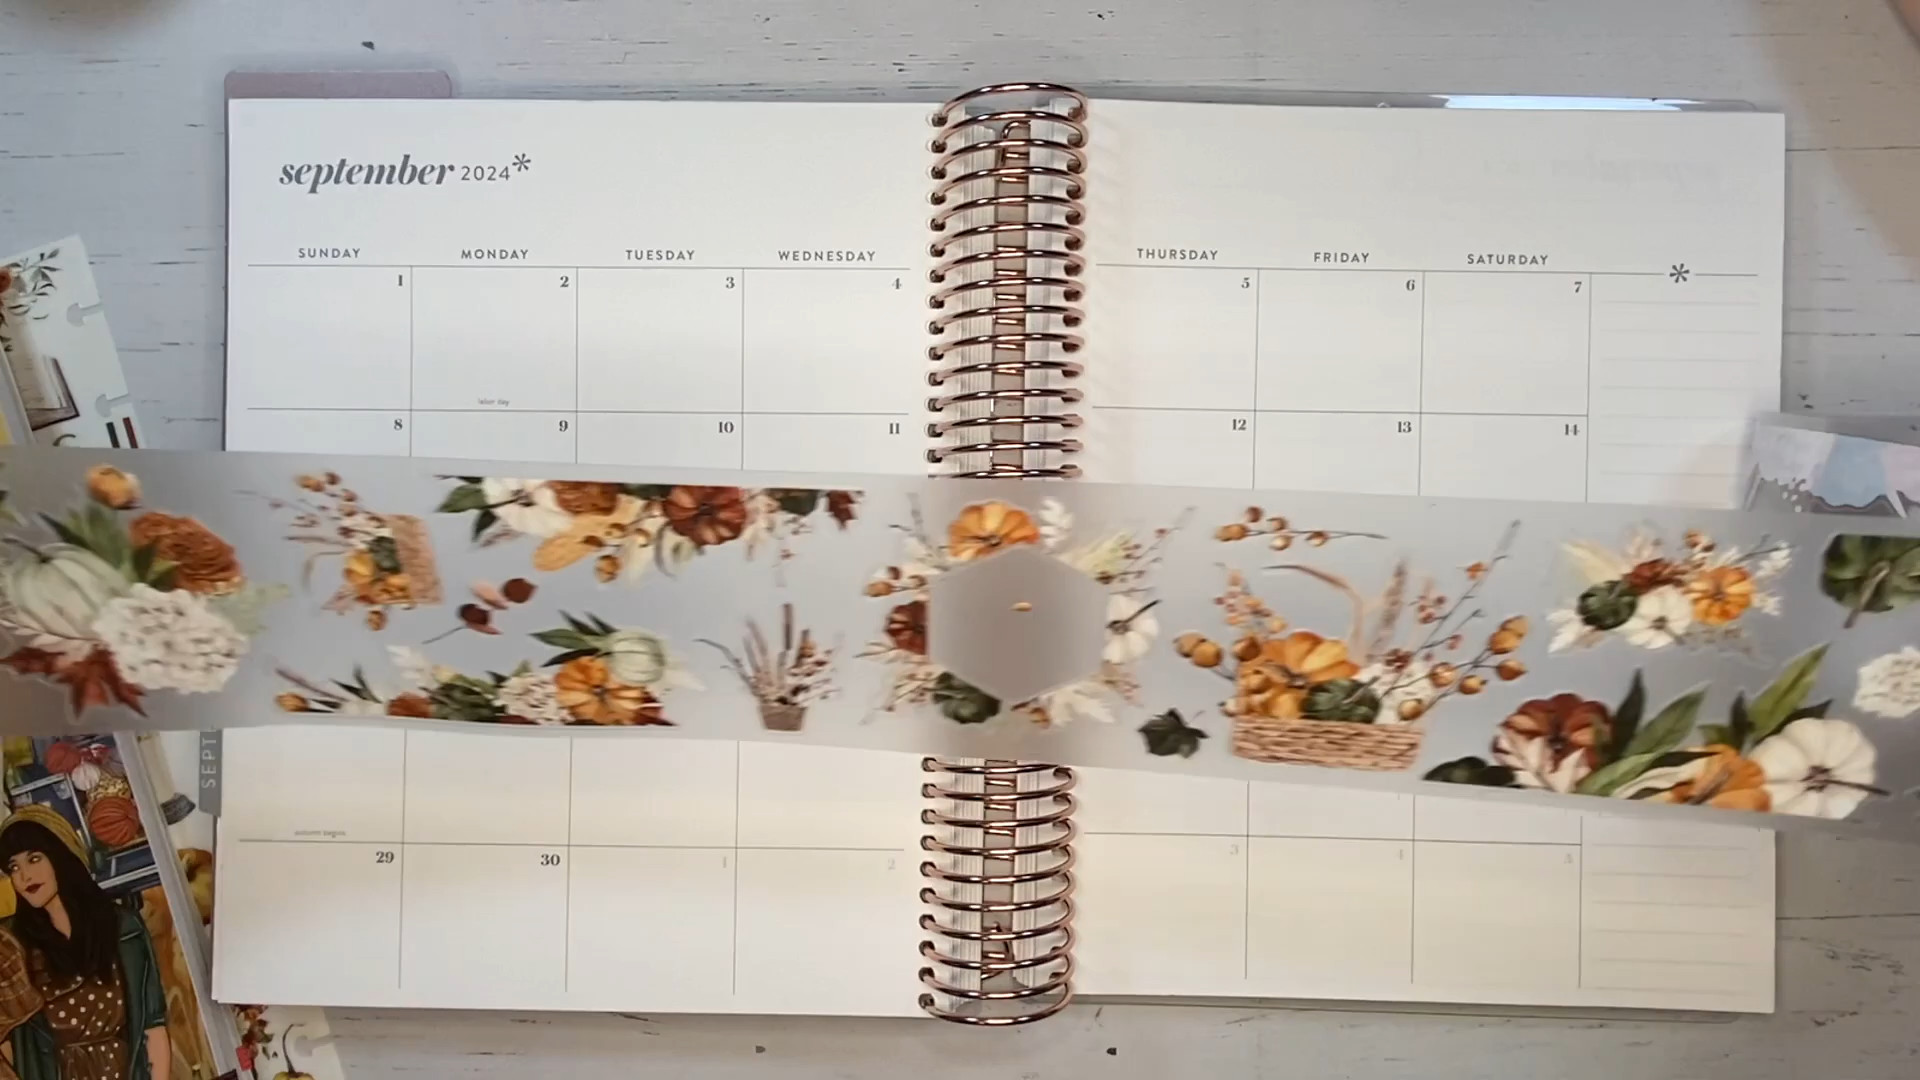 september 2024*
SUNDAY MONDAY TUESDAY WEDNESDAY THURSDAY FRIDAY SATURDAY *
1 2 3 4 5 6 7
labor day
8 9 10 11 12 13 14
SEPT
autumn begins
29 30 1 2 3 4 5